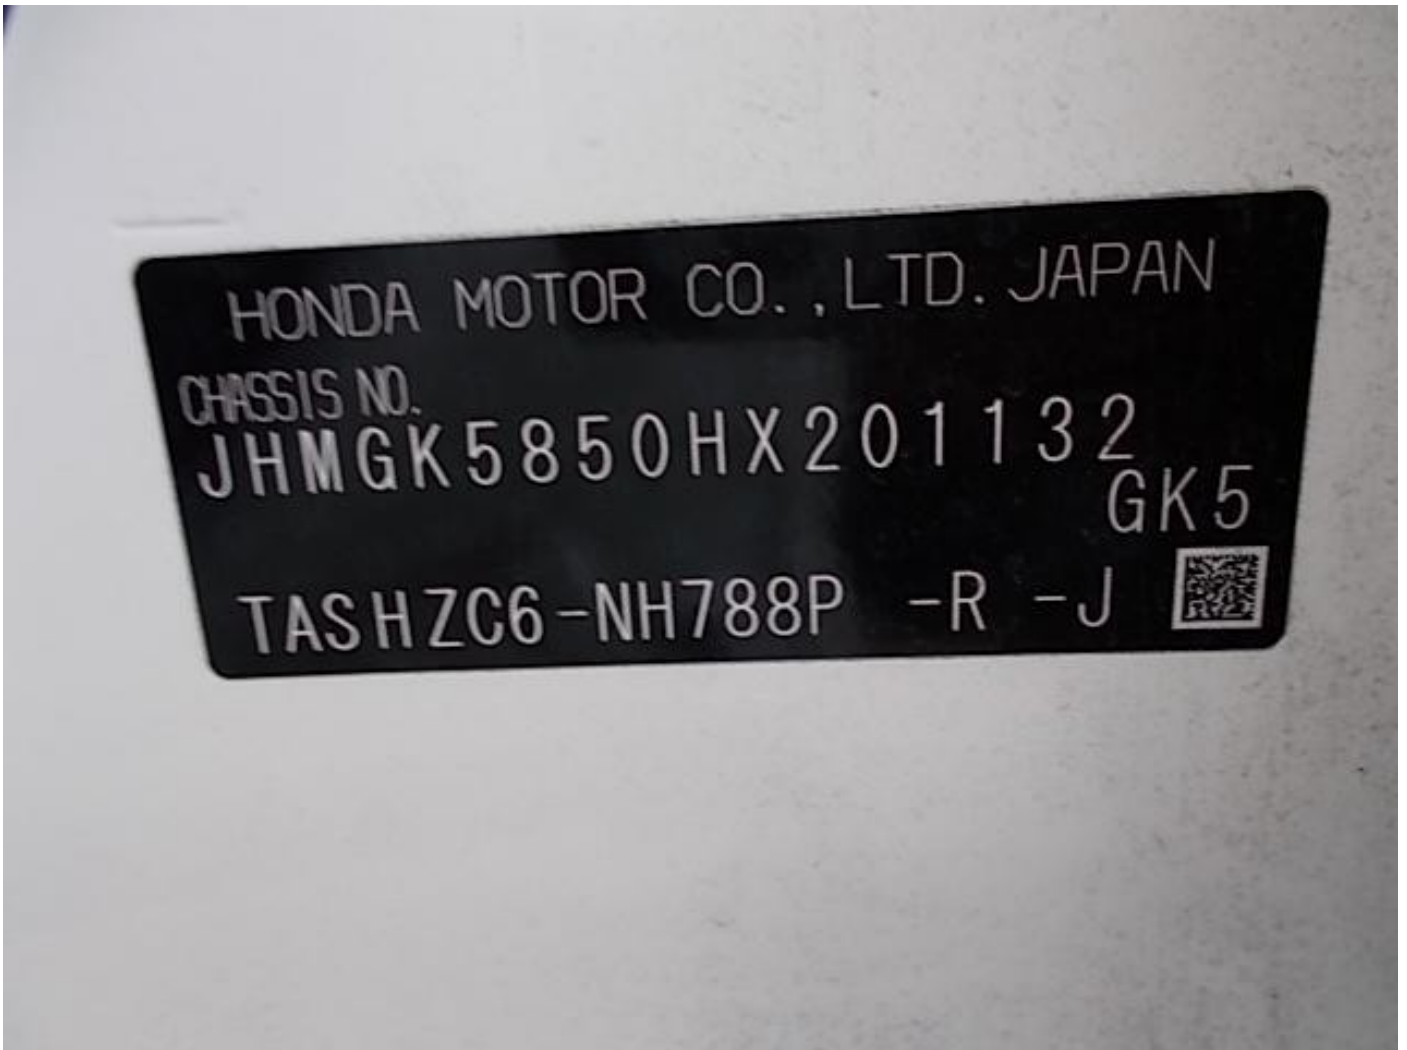 HONDA MOTOR CO.,LTD. JAPAN
CHASSIS NO.
JHMGK5850HX201132
GK5
TASHZC6-NH788P -R -J